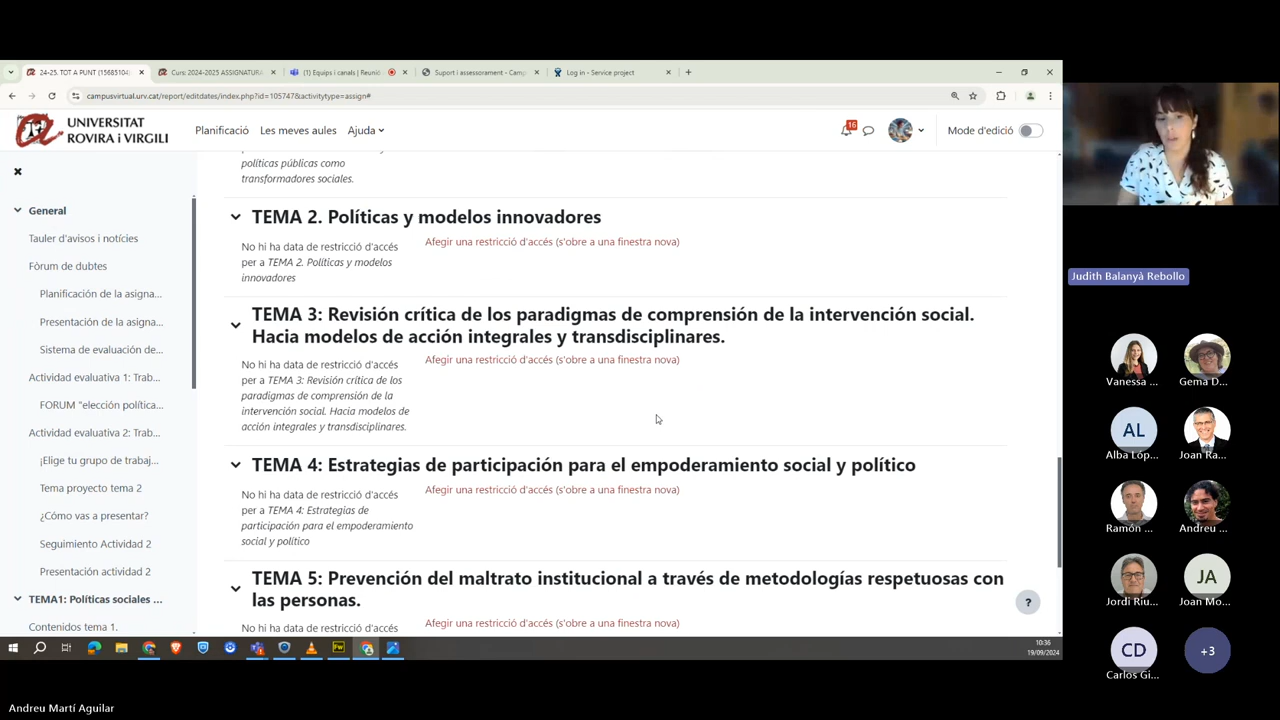 24-25. TOT A PUNT (15685104)
Curs: 2024-2025 ASSIGNATURA
(1) Equips i canals | Reunió
Suport i assessorament - Camp
Log in - Service project
campusvirtual.urv.cat/report/editdates/index.php?id=105747&activitytype=assign#
UNIVERSITAT
ROVIRA i VIRGILI
Planificació
Les meves aules
Ajuda
16
Mode d'edició
General
Tauler d'avisos i notícies
Fòrum de dubtes
Planificación de la asigna...
Presentación de la asigna...
Sistema de evaluación de...
Actividad evaluativa 1: Trab...
FORUM "elección política...
Actividad evaluativa 2: Trab...
¡Elige tu grupo de trabaj...
Tema proyecto tema 2
¿Cómo vas a presentar?
Seguimiento Actividad 2
Presentación actividad 2
TEMA1: Políticas sociales ...
Contenidos tema 1.
políticas públicas como
transformadores sociales.
TEMA 2. Políticas y modelos innovadores
No hi ha data de restricció d'accés
per a TEMA 2. Políticas y modelos
innovadores
Afegir una restricció d'accés (s'obre a una finestra nova)
TEMA 3: Revisión crítica de los paradigmas de comprensión de la intervención social.
Hacia modelos de acción integrales y transdisciplinares.
No hi ha data de restricció d'accés
per a TEMA 3: Revisión crítica de los
paradigmas de comprensión de la
intervención social. Hacia modelos de
acción integrales y transdisciplinares.
Afegir una restricció d'accés (s'obre a una finestra nova)
TEMA 4: Estrategias de participación para el empoderamiento social y político
No hi ha data de restricció d'accés
per a TEMA 4: Estrategias de
participación para el empoderamiento
social y político
Afegir una restricció d'accés (s'obre a una finestra nova)
TEMA 5: Prevención del maltrato institucional a través de metodologías respetuosas con
las personas.
No hi ha data de restricció d'accés
Afegir una restricció d'accés (s'obre a una finestra nova)
?
Fw
10:36
19/09/2024
Judith Balanyà Rebollo
Vanessa ...
Gema D...
AL
Alba Lóp...
Joan Ra...
Ramón ...
Andreu ...
Jordi Riu...
JA
Joan Mo...
CD
Carlos Gi...
+3
Andreu Martí Aguilar